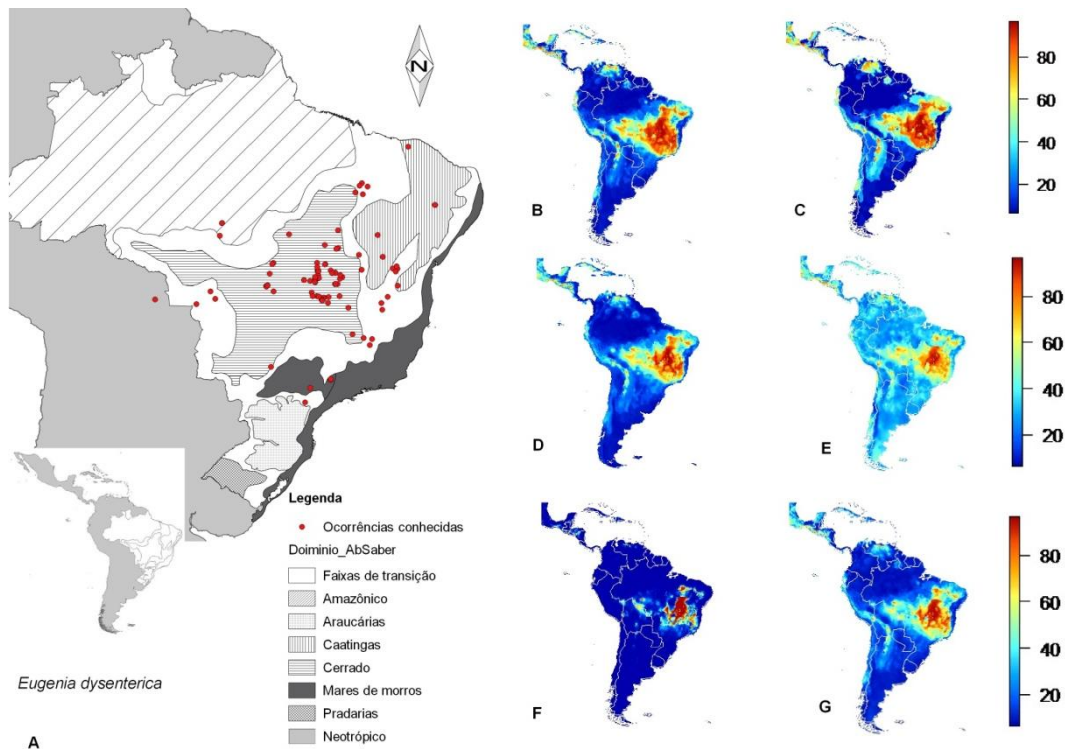 N
Legenda
Ocorrências conhecidas
Doiminio_AbSaber
Faixas de transição
Amazônico
Araucárias
Caatingas
Cerrado
Mares de morros
Pradarias
Neotrópico
Eugenia dysenterica
A
B
C
80
60
40
20
D
E
80
60
40
20
F
G
80
60
40
20